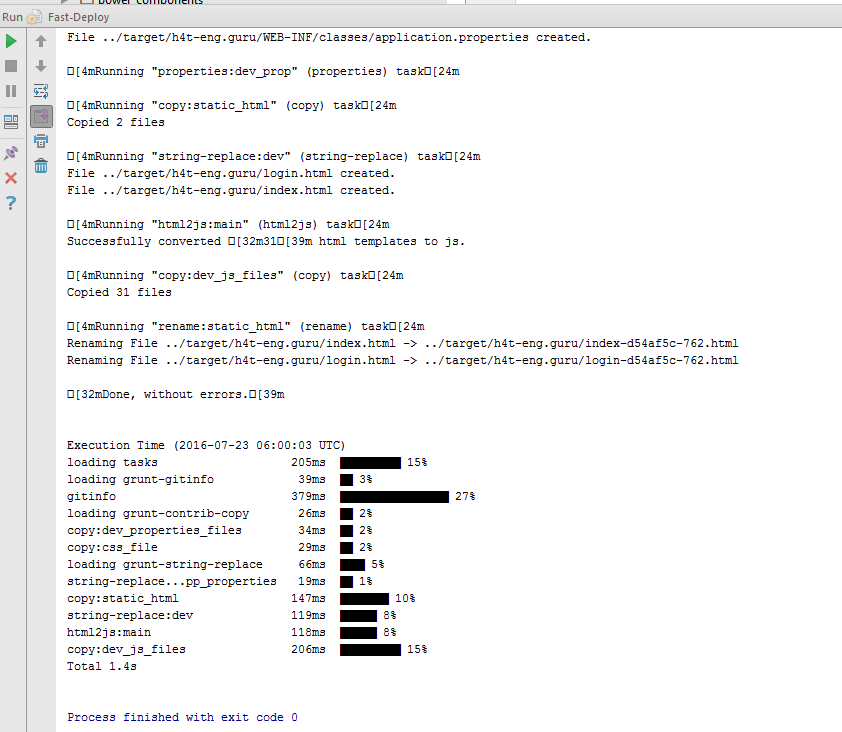 bower_components
Run Fast-Deploy
File ../target/h4t-eng.guru/WEB-INF/classes/application.properties created.
□[4mRunning "properties:dev_prop" (properties) task□[24m
□[4mRunning "copy:static_html" (copy) task□[24m
Copied 2 files
□[4mRunning "string-replace:dev" (string-replace) task□[24m
File ../target/h4t-eng.guru/login.html created.
File ../target/h4t-eng.guru/index.html created.
□[4mRunning "html2js:main" (html2js) task□[24m
Successfully converted □[32m31□[39m html templates to js.
□[4mRunning "copy:dev_js_files" (copy) task□[24m
Copied 31 files
□[4mRunning "rename:static_html" (rename) task□[24m
Renaming File ../target/h4t-eng.guru/index.html -> ../target/h4t-eng.guru/index-d54af5c-762.html
Renaming File ../target/h4t-eng.guru/login.html -> ../target/h4t-eng.guru/login-d54af5c-762.html
□[32mDone, without errors.□[39m
Execution Time (2016-07-23 06:00:03 UTC)
loading tasks 205ms 15%
loading grunt-gitinfo 39ms 3%
gitinfo 379ms 27%
loading grunt-contrib-copy 26ms 2%
copy:dev_properties_files 34ms 2%
copy:css_file 29ms 2%
loading grunt-string-replace 66ms 5%
string-replace...pp_properties 19ms 1%
copy:static_html 147ms 10%
string-replace:dev 119ms 8%
html2js:main 118ms 8%
copy:dev_js_files 206ms 15%
Total 1.4s
Process finished with exit code 0